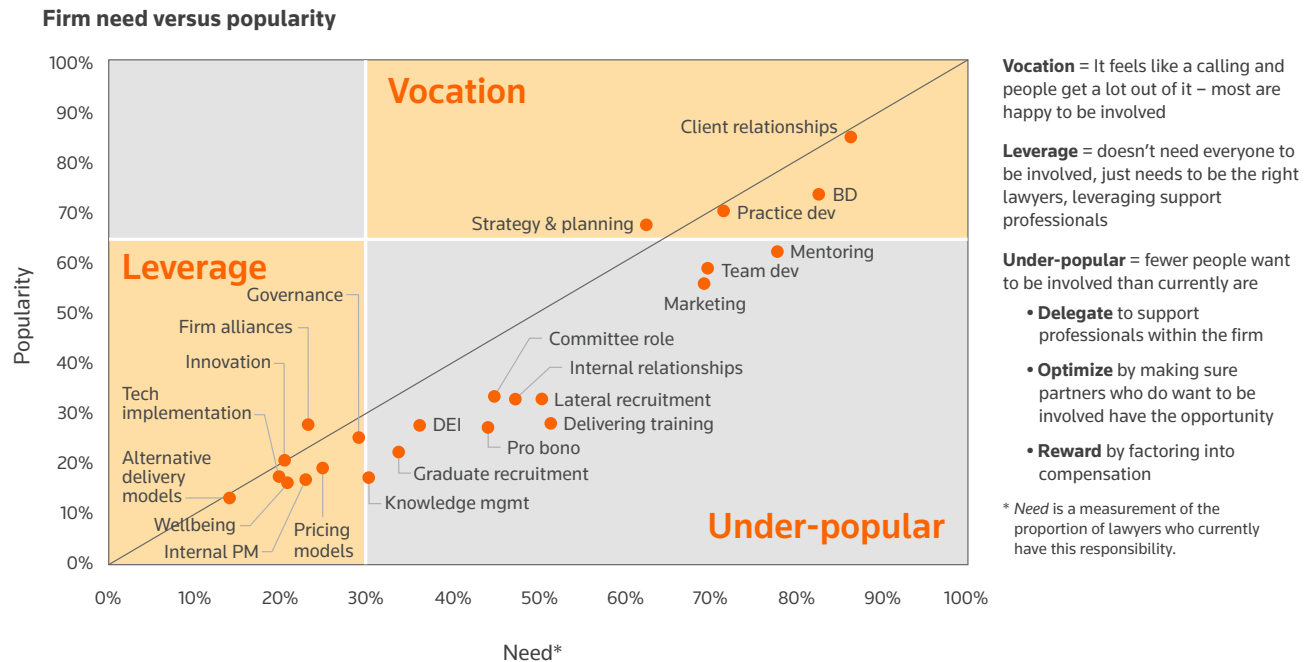 Firm need versus popularity
100%
90%
80%
70%
60%
50%
40%
30%
20%
10%
0%
Popularity
Vocation
Client relationships
BD
Practice dev
Strategy & planning
Leverage
Mentoring
Team dev
Marketing
Governance
Firm alliances
Innovation
Tech
implementation
Alternative
delivery
models
Wellbeing
Internal PM
Pricing
models
Committee role
Internal relationships
Lateral recruitment
Delivering training
DEI
Pro bono
Graduate recruitment
Knowledge mgmt
Under-popular
0%
10%
20%
30%
40%
50%
60%
70%
80%
90%
100%
Need*
Vocation = It feels like a calling and
people get a lot out of it – most are
happy to be involved
Leverage = doesn’t need everyone to
be involved, just needs to be the right
lawyers, leveraging support
professionals
Under-popular = fewer people want
to be involved than currently are
• Delegate to support
professionals within the firm
• Optimize by making sure
partners who do want to be
involved have the opportunity
• Reward by factoring into
compensation
* Need is a measurement of the
proportion of lawyers who currently
have this responsibility.